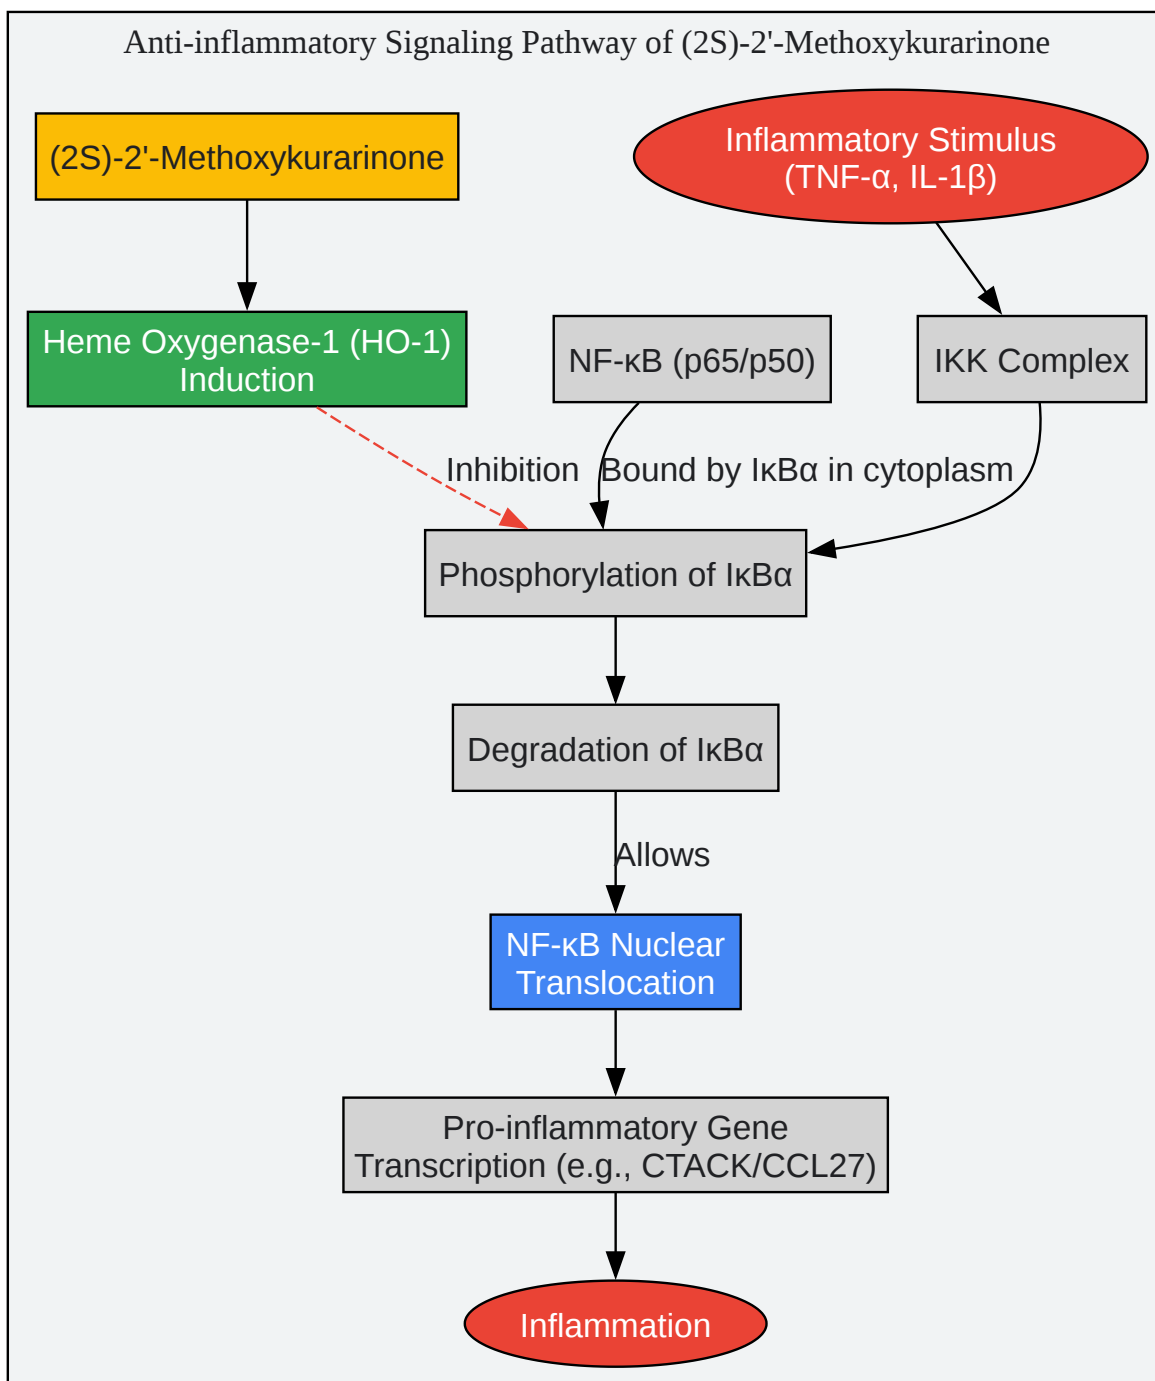 Anti-inflammatory Signaling Pathway of (2S)-2'-Methoxykurarinone
(2S)-2'-Methoxykurarinone
Inflammatory Stimulus
(TNF-α, IL-1β)
Heme Oxygenase-1 (HO-1)
Induction
NF-κB (p65/p50)
IKK Complex
Inhibition
Bound by IκBα in cytoplasm
Phosphorylation of IκBα
Degradation of IκBα
Allows
NF-κB Nuclear
Translocation
Pro-inflammatory Gene
Transcription (e.g., CTACK/CCL27)
Inflammation